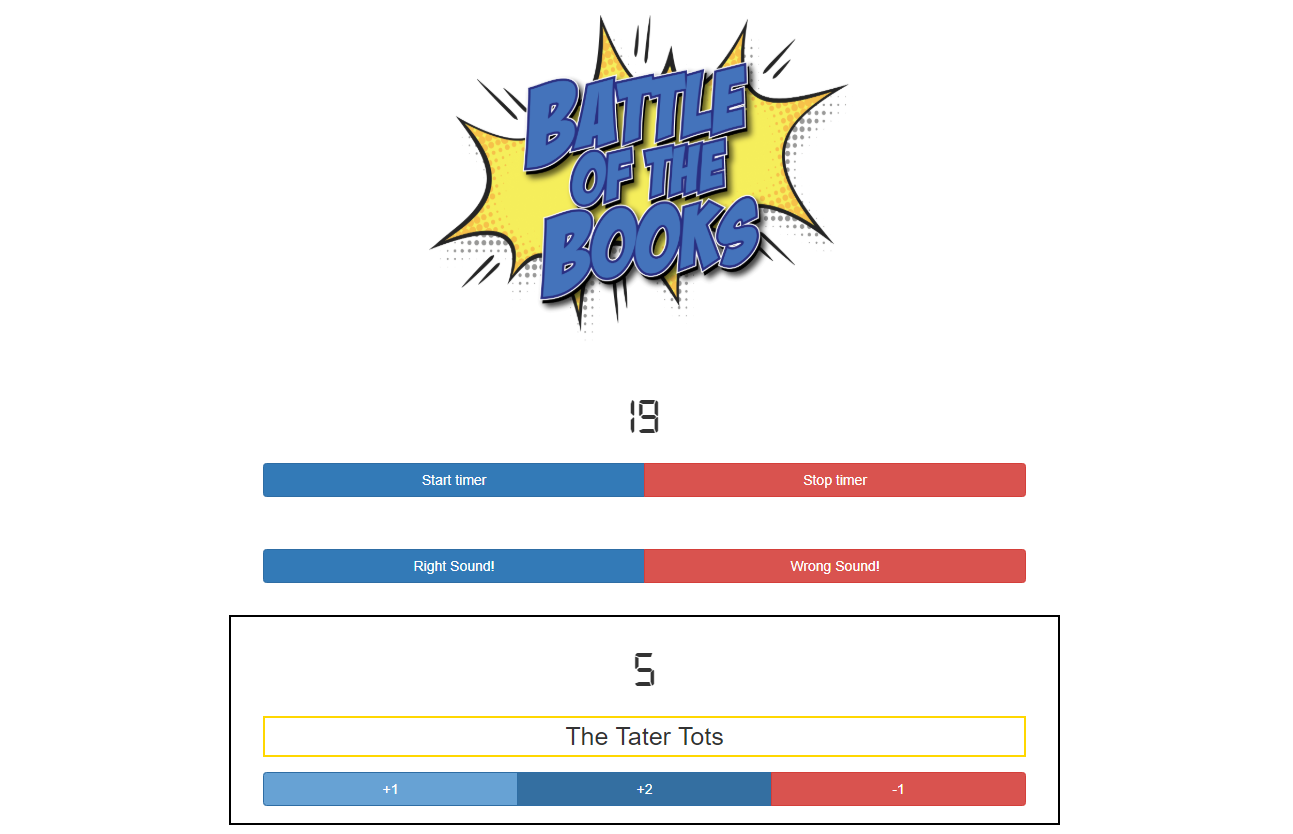 BATTLE
OF THE
BOOKS
19
Start timer Stop timer
Right Sound! Wrong Sound!
5
The Tater Tots
+1 +2 -1